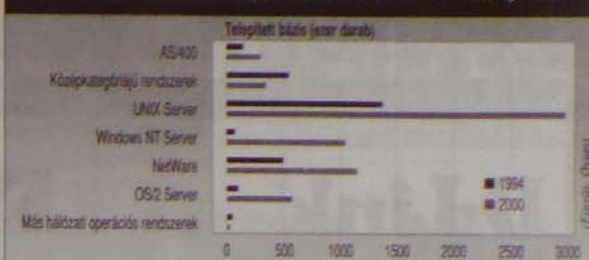 Telepített bázis (ezer darab)
AS/400
Középkategóriájú rendszerek
UNIX Server
Windows NT Server
NetWare
OS/2 Server
Más hálózati operációs rendszerek
1994
2000
0 500 1000 1500 2000 2500 3000